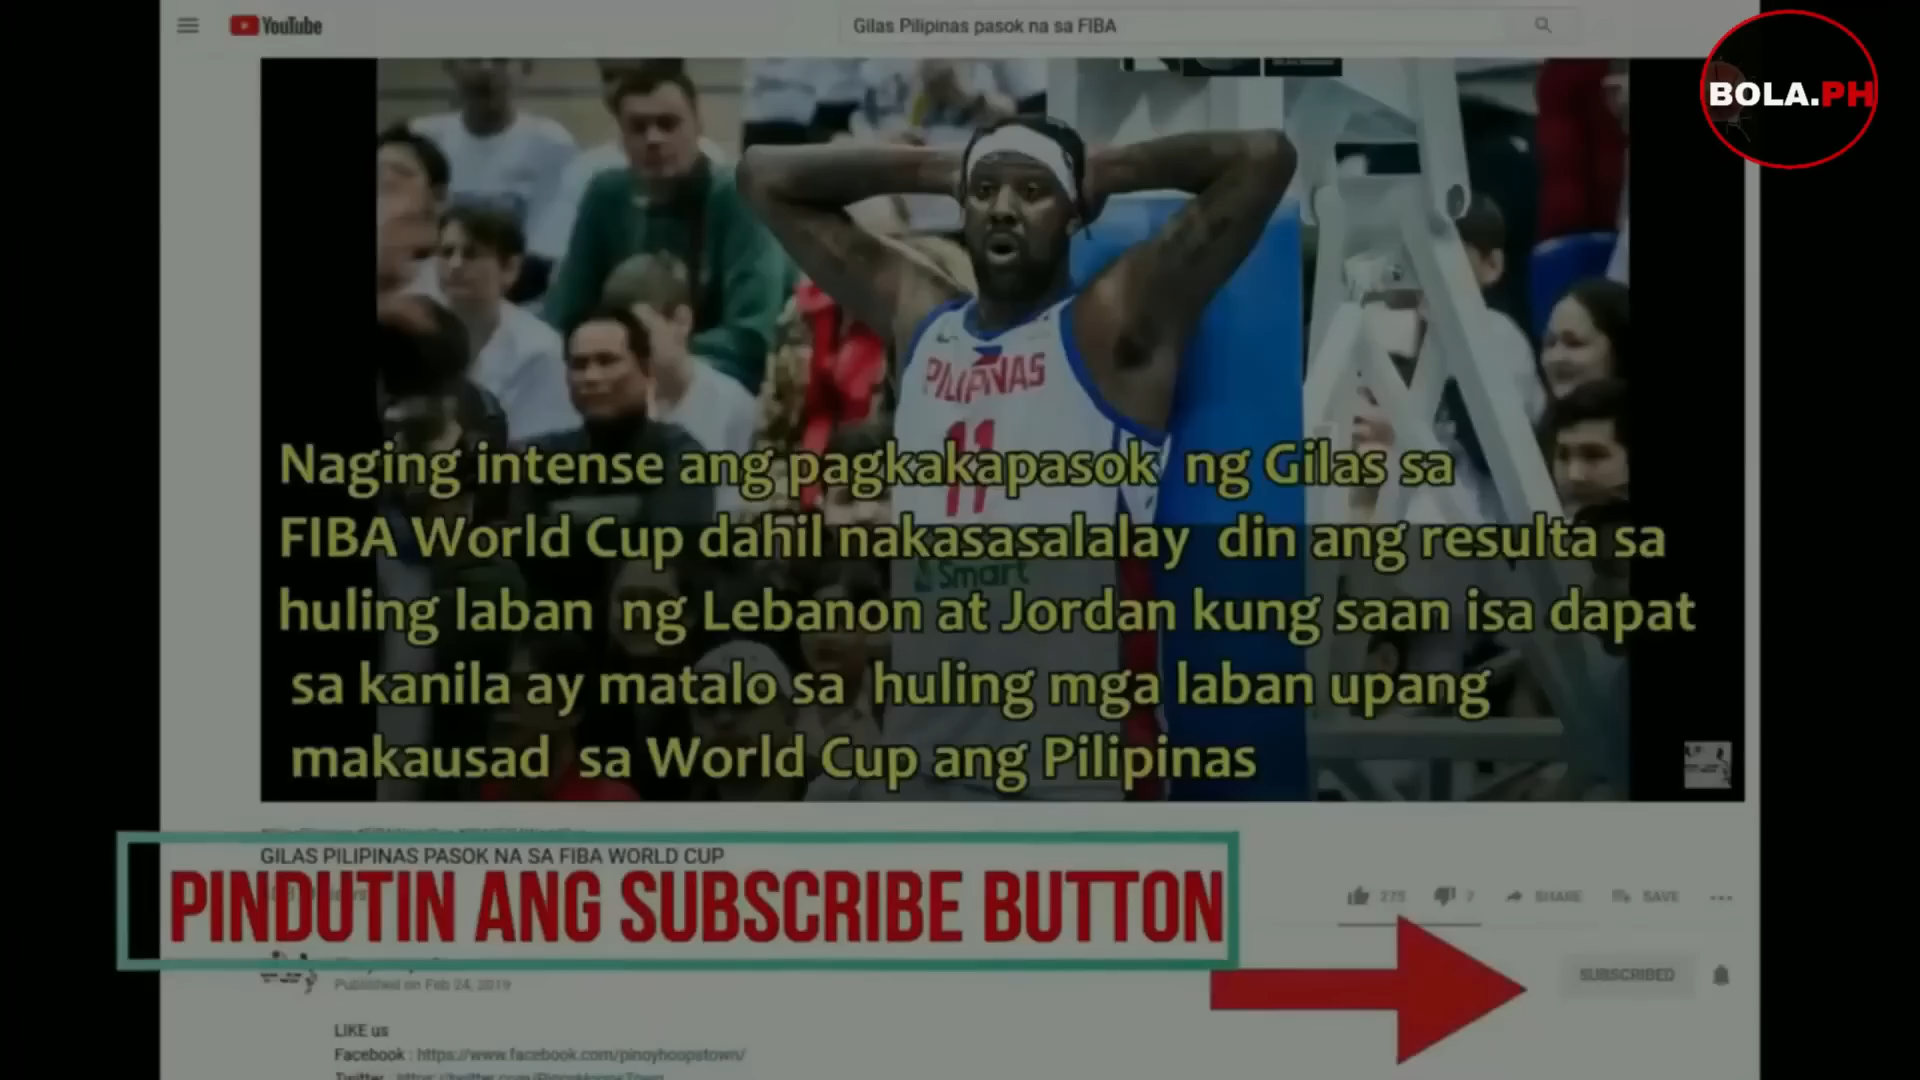 YouTube
Gilas Pilipinas pasok na sa FIBA
BOLA.PH
PILIPINAS
11
Smart
Naging intense ang pagkakapasok ng Gilas sa
FIBA World Cup dahil nakasasalalay din ang resulta sa
huling laban ng Lebanon at Jordan kung saan isa dapat
sa kanila ay matalo sa huling mga laban upang
makausad sa World Cup ang Pilipinas
GILAS PILIPINAS PASOK NA SA FIBA WORLD CUP
PINDUTIN ANG SUBSCRIBE BUTTON
275
7
SHARE
SAVE
SUBSCRIBED
Published on Feb 24, 2019
LIKE us
Facebook : https://www.facebook.com/pinoyhoopstown/